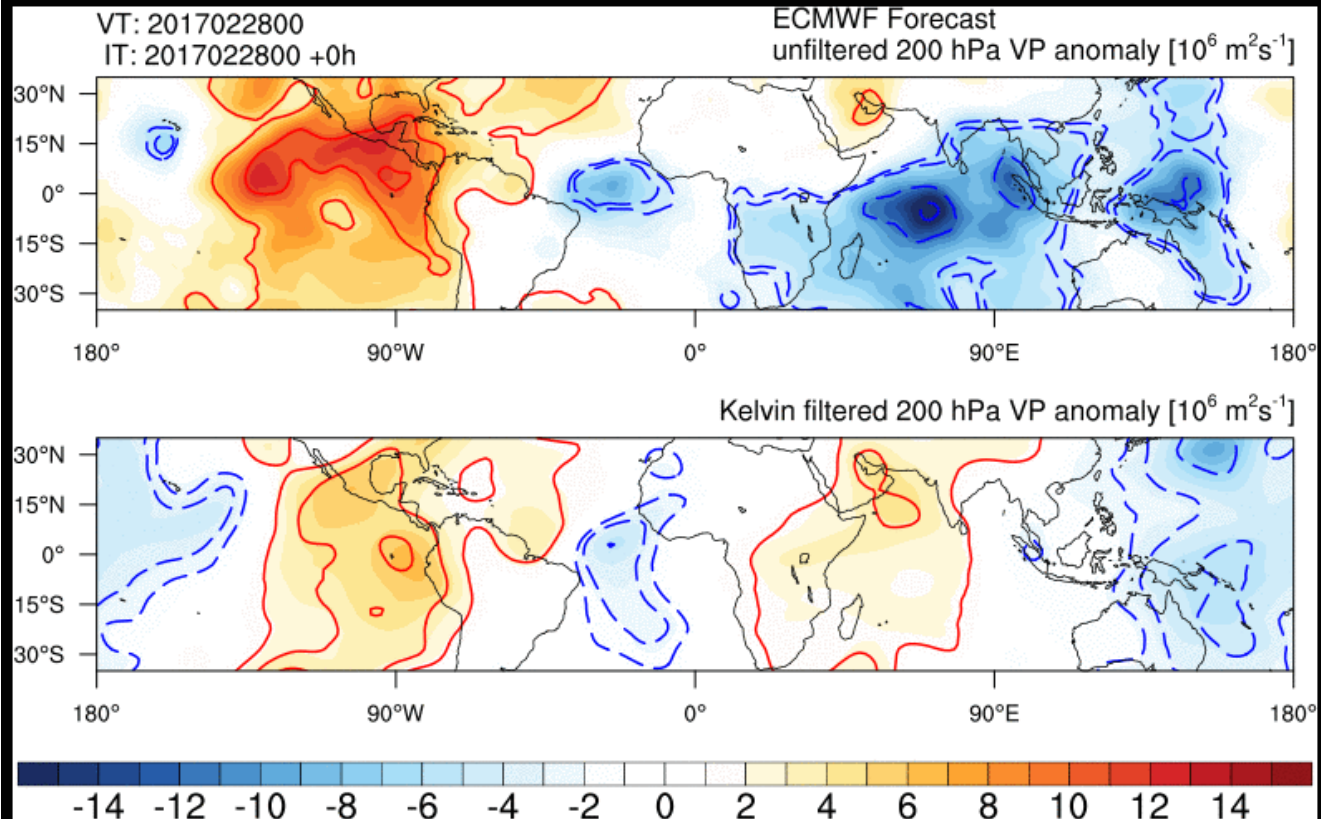 VT: 2017022800
IT: 2017022800 +0h
ECMWF Forecast
unfiltered 200 hPa VP anomaly [10⁶ m²s⁻¹]
30°N
15°N
0°
15°S
30°S
180° 90°W 0° 90°E 180°
Kelvin filtered 200 hPa VP anomaly [10⁶ m²s⁻¹]
30°N
15°N
0°
15°S
30°S
180° 90°W 0° 90°E 180°
-14 -12 -10 -8 -6 -4 -2 0 2 4 6 8 10 12 14